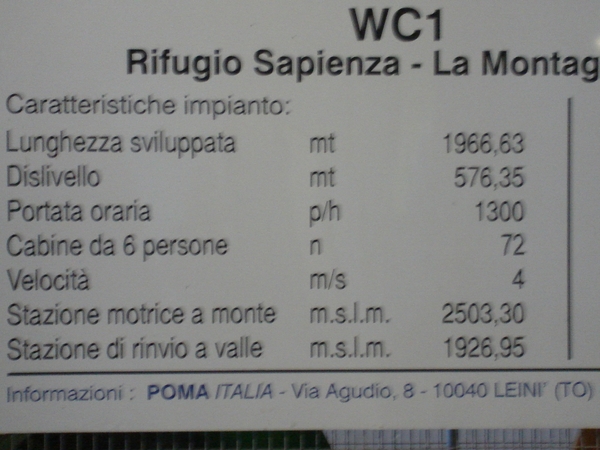 WC1
Rifugio Sapienza - La Montag
Caratteristiche impianto:
Lunghezza sviluppata mt 1966,63
Dislivello mt 576,35
Portata oraria p/h 1300
Cabine da 6 persone n 72
Velocità m/s 4
Stazione motrice a monte m.s.l.m. 2503,30
Stazione di rinvio a valle m.s.l.m. 1926,95
Informazioni : POMA ITALIA - Via Agudio, 8 - 10040 LEINI' (TO)